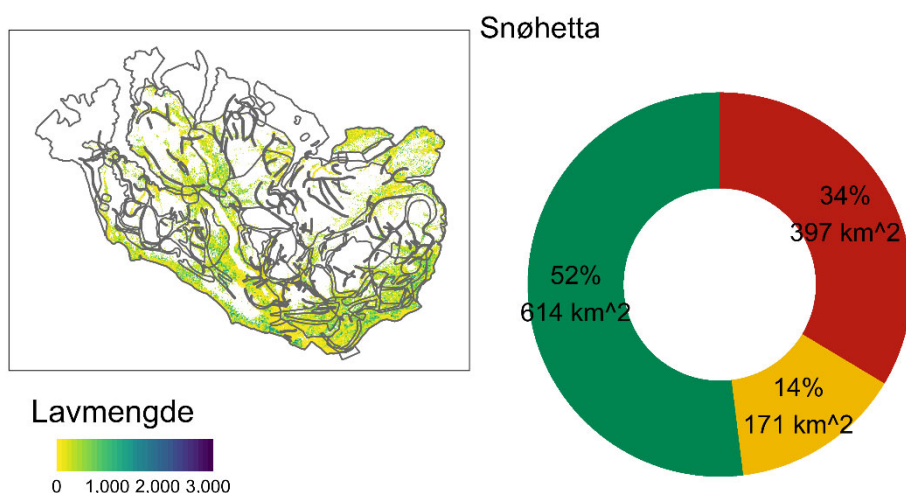 Snøhetta
34%
397 km^2
52%
614 km^2
14%
171 km^2
Lavmengde
0 1.000 2.000 3.000